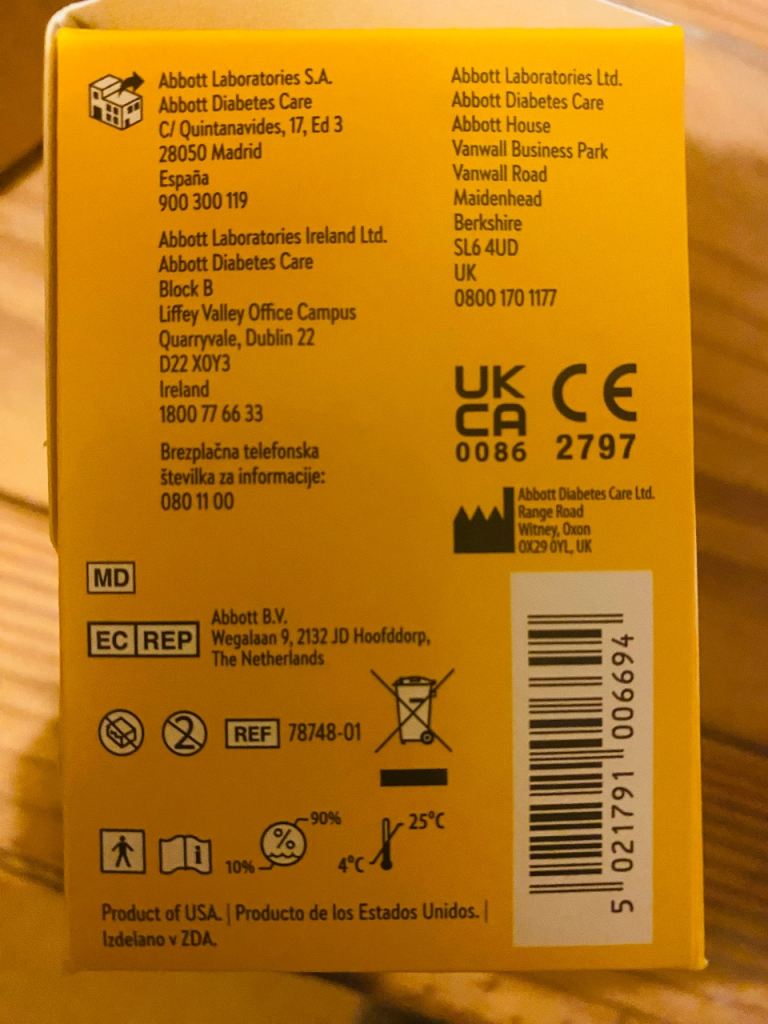 Abbott Laboratories S.A.
Abbott Diabetes Care
C/ Quintanavides, 17, Ed 3
28050 Madrid
España
900 300 119
Abbott Laboratories Ireland Ltd.
Abbott Diabetes Care
Block B
Liffey Valley Office Campus
Quarryvale, Dublin 22
D22 X0Y3
Ireland
1800 77 66 33
Brezplačna telefonska
številka za informacije:
080 11 00
Abbott Laboratories Ltd.
Abbott Diabetes Care
Abbott House
Vanwall Business Park
Vanwall Road
Maidenhead
Berkshire
SL6 4UD
UK
0800 170 1177
UK
CA
0086
CE
2797
Abbott Diabetes Care Ltd.
Range Road
Witney, Oxon
OX29 0YL, UK
MD
EC REP
Abbott B.V.
Wegalaan 9, 2132 JD Hoofddorp,
The Netherlands
2
REF 78748-01
i
10% % 90%
4°C 25°C
Product of USA. | Producto de los Estados Unidos. |
Izdelano v ZDA.
5 021791 006694